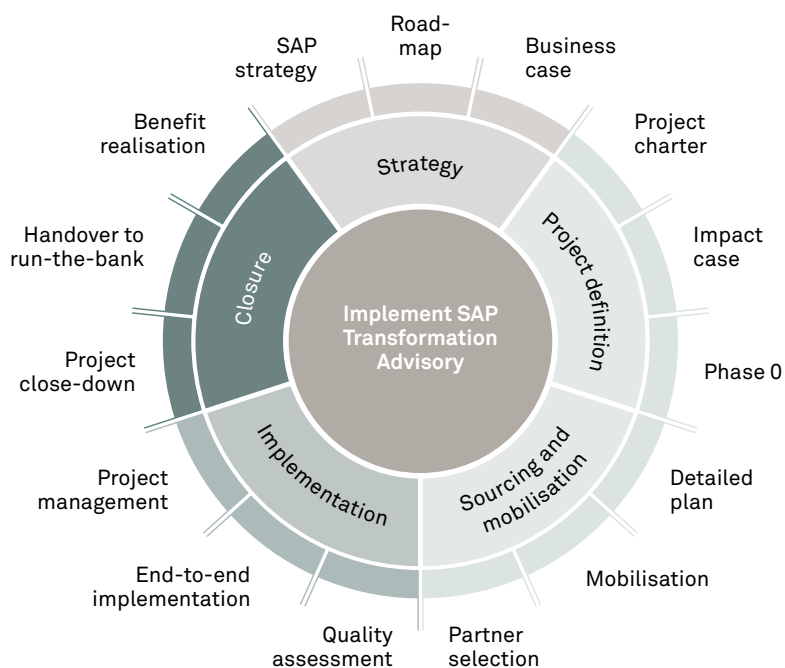 Implement SAP
Transformation
Advisory
Strategy
SAP
strategy
Road-
map
Business
case
Project definition
Project
charter
Impact
case
Phase 0
Sourcing and
mobilisation
Detailed
plan
Mobilisation
Partner
selection
Implementation
Quality
assessment
End-to-end
implementation
Project
management
Closure
Project
close-down
Handover to
run-the-bank
Benefit
realisation